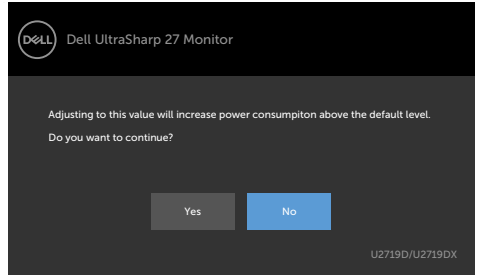 DELL
Dell UltraSharp 27 Monitor
Adjusting to this value will increase power consumpiton above the default level.
Do you want to continue?
Yes
No
U2719D/U2719DX